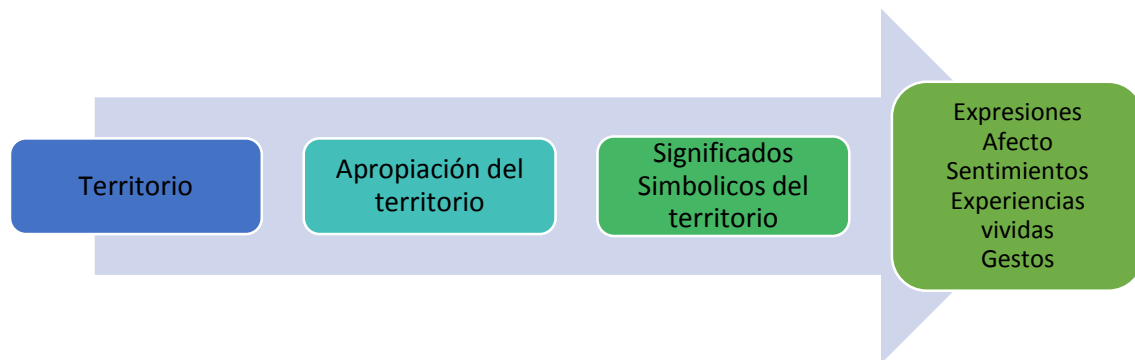 Territorio
Apropiación del
territorio
Significados
Simbolicos del
territorio
Expresiones
Afecto
Sentimientos
Experiencias
vividas
Gestos